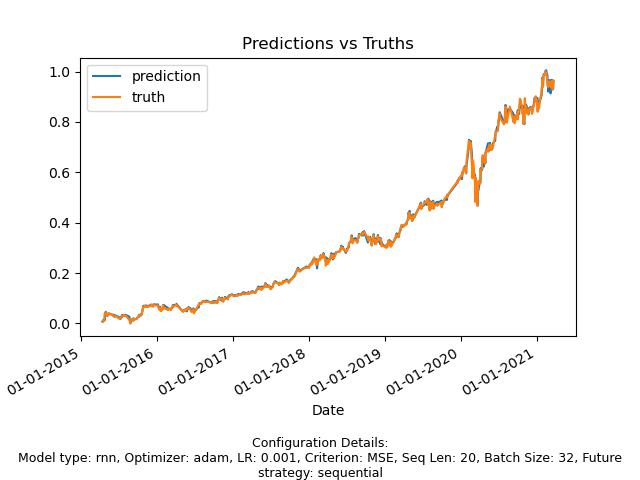 Predictions vs Truths
prediction
truth
1.0
0.8
0.6
0.4
0.2
0.0
01-01-2015
01-01-2016
01-01-2017
01-01-2018
01-01-2019
01-01-2020
01-01-2021
Date
Configuration Details:
Model type: rnn, Optimizer: adam, LR: 0.001, Criterion: MSE, Seq Len: 20, Batch Size: 32, Future
strategy: sequential